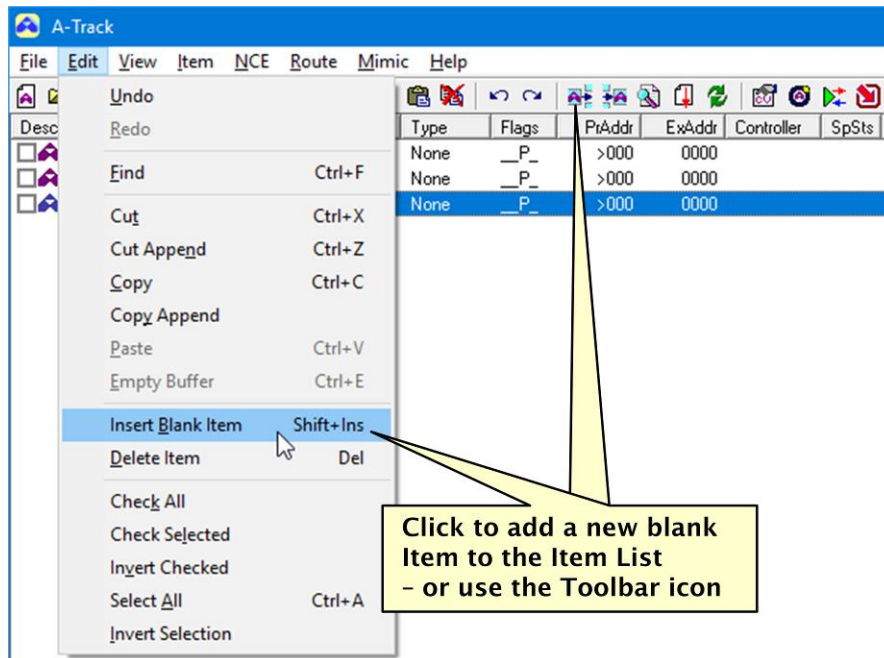 A-Track
File Edit View Item NCE Route Mimic Help
Desc Type Flags PrAddr ExAddr Controller SpSts
None __P_ >000 0000
None __P_ >000 0000
None __P_ >000 0000
Undo
Redo
Find Ctrl+F
Cut Ctrl+X
Cut Append Ctrl+Z
Copy Ctrl+C
Copy Append
Paste Ctrl+V
Empty Buffer Ctrl+E
Insert Blank Item Shift+Ins
Delete Item Del
Check All
Check Selected
Invert Checked
Select All Ctrl+A
Invert Selection
Click to add a new blank
Item to the Item List
– or use the Toolbar icon